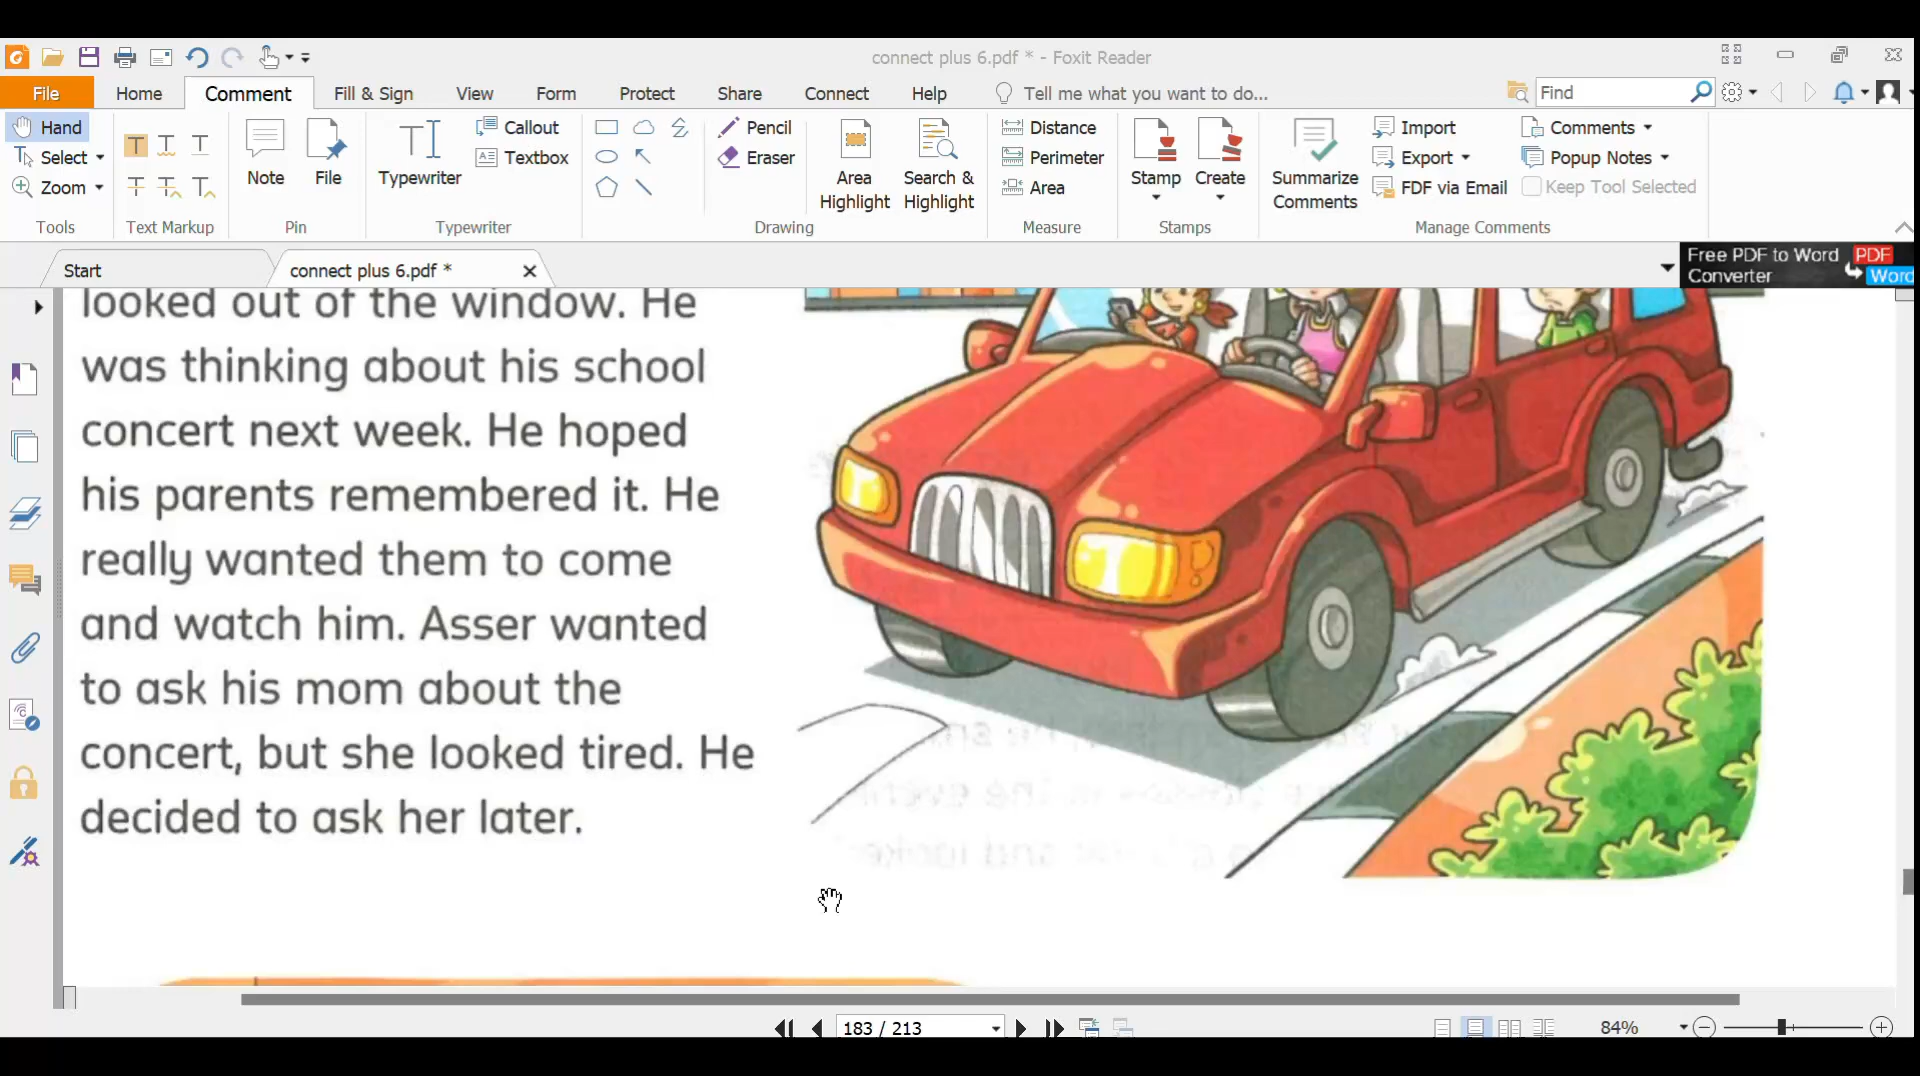 connect plus 6.pdf * - Foxit Reader
File Home Comment Fill & Sign View Form Protect Share Connect Help Tell me what you want to do... Find
Hand
Select
Zoom
Tools
Text Markup
Note
File
Pin
Typewriter
Callout
Textbox
Typewriter
Pencil
Eraser
Area
Highlight
Search &
Highlight
Drawing
Distance
Perimeter
Area
Measure
Stamp
Create
Stamps
Summarize
Comments
Import
Export
FDF via Email
Comments
Popup Notes
Keep Tool Selected
Manage Comments
Start
connect plus 6.pdf *
Free PDF to Word
Converter
PDF
Word
looked out of the window. He
was thinking about his school
concert next week. He hoped
his parents remembered it. He
really wanted them to come
and watch him. Asser wanted
to ask his mom about the
concert, but she looked tired. He
decided to ask her later.
183 / 213
84%